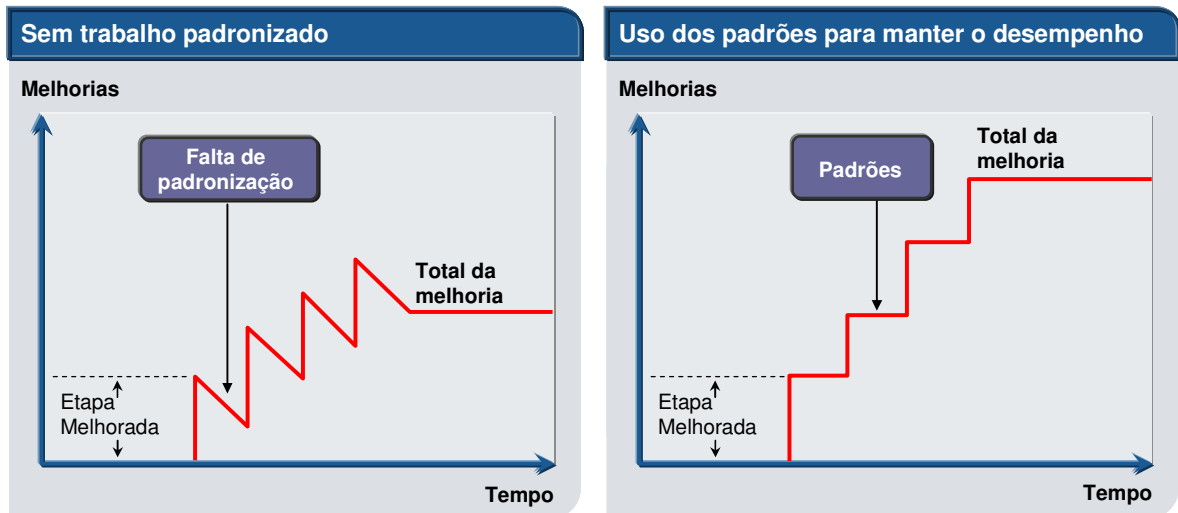 Sem trabalho padronizado
Melhorias
Falta de
padronização
Total da
melhoria
Etapa
Melhorada
Tempo
Uso dos padrões para manter o desempenho
Melhorias
Padrões
Total da
melhoria
Etapa
Melhorada
Tempo